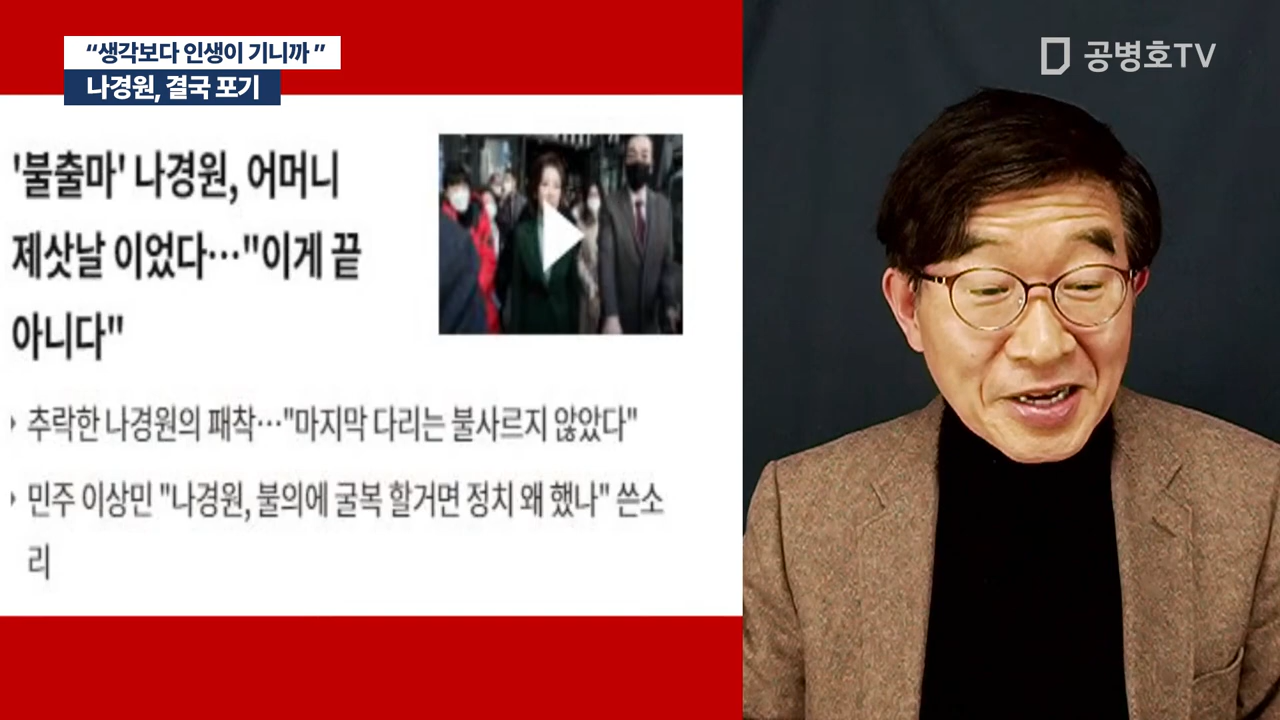 “생각보다 인생이 기니까 ”
나경원, 결국 포기
공병호TV
'불출마' 나경원, 어머니
제삿날 이었다…"이게 끝
아니다"
추락한 나경원의 패착…"마지막 다리는 불사르지 않았다"
민주 이상민 "나경원, 불의에 굴복 할거면 정치 왜 했나" 쓴소
리